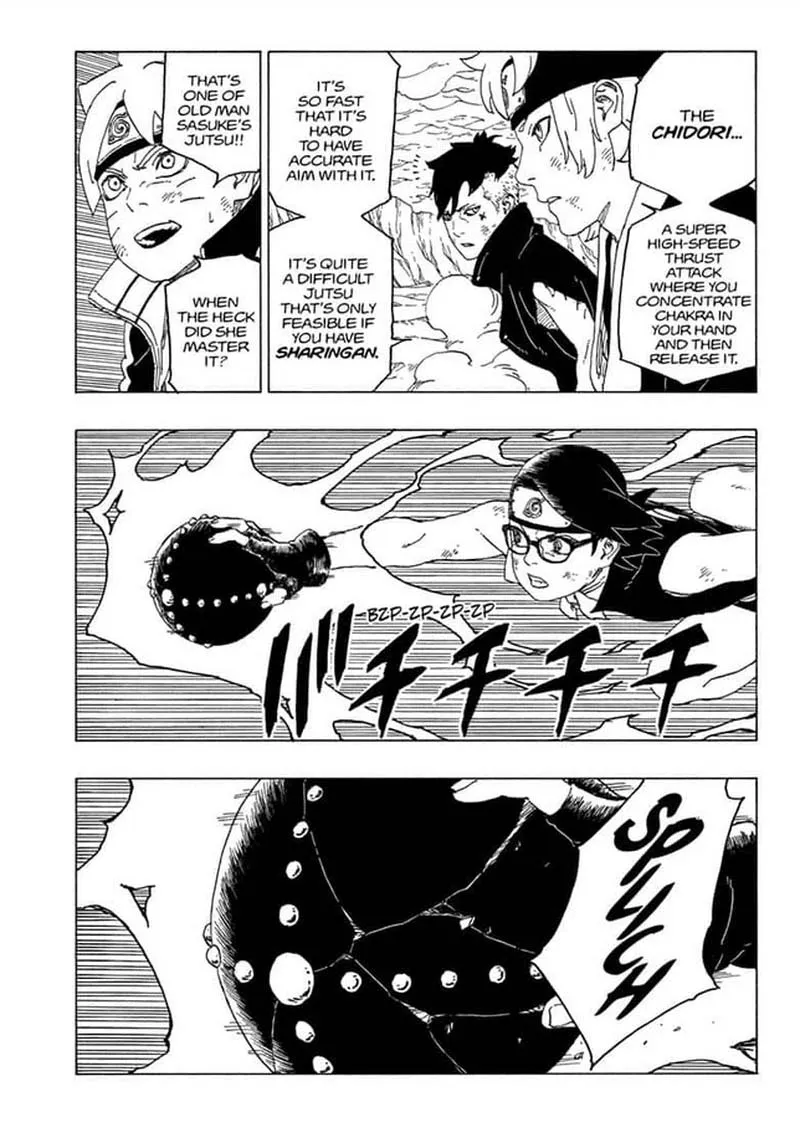 THE
CHIDORI...
A SUPER
HIGH-SPEED
THRUST
ATTACK
WHERE YOU
CONCENTRATE
CHAKRA IN
YOUR HAND
AND THEN
RELEASE IT.
IT'S
SO FAST
THAT IT'S
HARD
TO HAVE
ACCURATE
AIM WITH IT.
IT'S QUITE
A DIFFICULT
JUTSU
THAT'S ONLY
FEASIBLE IF
YOU HAVE
SHARINGAN.
THAT'S
ONE OF
OLD MAN
SASUKE'S
JUTSU!!
WHEN
THE HECK
DID SHE
MASTER
IT?
BZP-ZP-ZP-ZP
バチチチチ
SQLLLCH